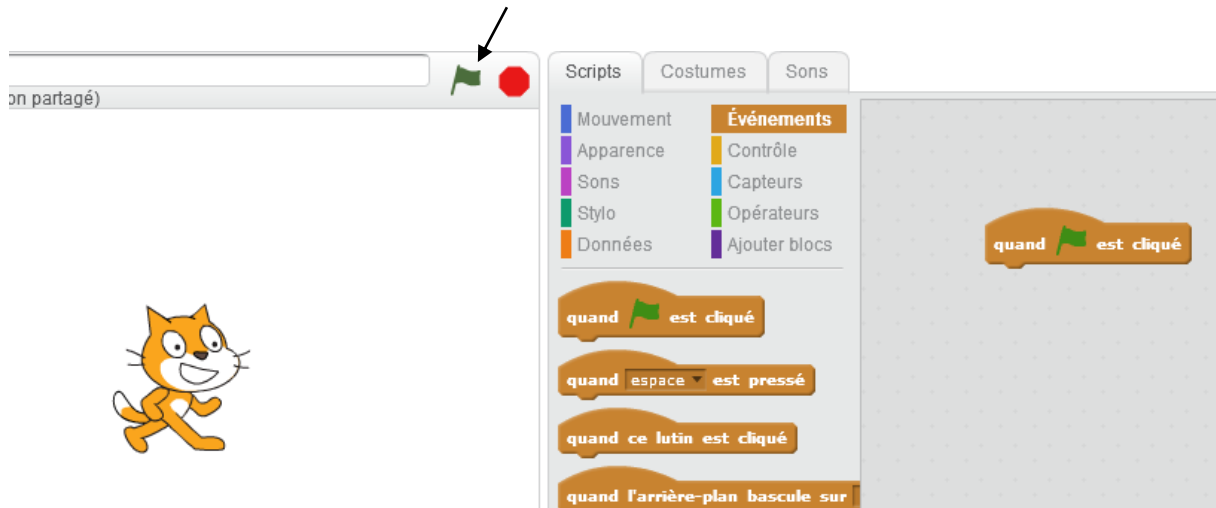 on partagé)
Scripts Costumes Sons
Mouvement Événements
Apparence Contrôle
Sons Capteurs
Stylo Opérateurs
Données Ajouter blocs
quand est cliqué
quand espace est pressé
quand ce lutin est cliqué
quand l'arrière-plan bascule sur
quand est cliqué